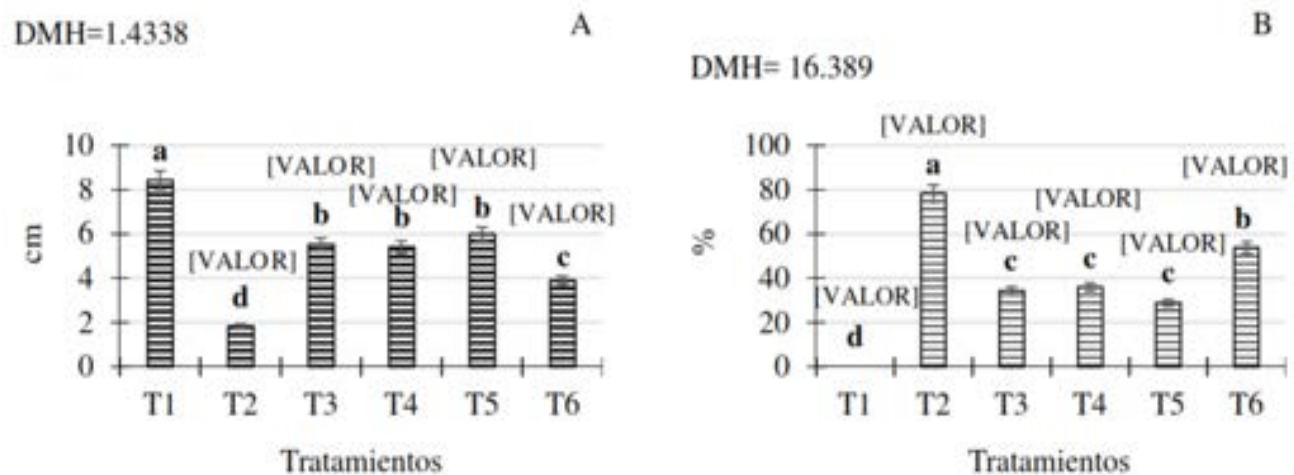 DMH=1.4338
A
10
8
6
4
2
0
cm
a
[VALOR]
d
[VALOR]
b
[VALOR]
b
[VALOR]
b
[VALOR]
c
T1 T2 T3 T4 T5 T6
Tratamientos
B
DMH= 16.389
100
80
60
40
20
0
%
[VALOR]
d
[VALOR]
a
[VALOR]
c
[VALOR]
c
[VALOR]
c
[VALOR]
b
T1 T2 T3 T4 T5 T6
Tratamientos